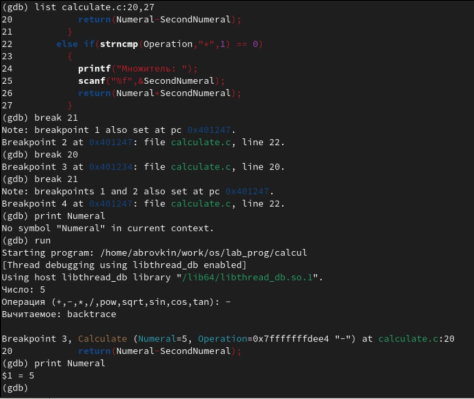 (gdb) list calculate.c:20,27
20              return(Numeral-SecondNumeral);
21            }
22          else if(strncmp(Operation,"*",1) == 0)
23            {
24              printf("Множитель: ");
25              scanf("%f",&SecondNumeral);
26              return(Numeral*SecondNumeral);
27            }
(gdb) break 21
Note: breakpoint 1 also set at pc 0x401247.
Breakpoint 2 at 0x401247: file calculate.c, line 22.
(gdb) break 20
Breakpoint 3 at 0x401234: file calculate.c, line 20.
(gdb) break 21
Note: breakpoints 1 and 2 also set at pc 0x401247.
Breakpoint 4 at 0x401247: file calculate.c, line 22.
(gdb) print Numeral
No symbol "Numeral" in current context.
(gdb) run
Starting program: /home/abrovkin/work/os/lab_prog/calcul
[Thread debugging using libthread_db enabled]
Using host libthread_db library "/lib64/libthread_db.so.1".
Число: 5
Операция (+,-,*,/,pow,sqrt,sin,cos,tan): -
Вычитаемое: backtrace

Breakpoint 3, Calculate (Numeral=5, Operation=0x7fffffffdee4 "-") at calculate.c:20
20              return(Numeral-SecondNumeral);
(gdb) print Numeral
$1 = 5
(gdb)